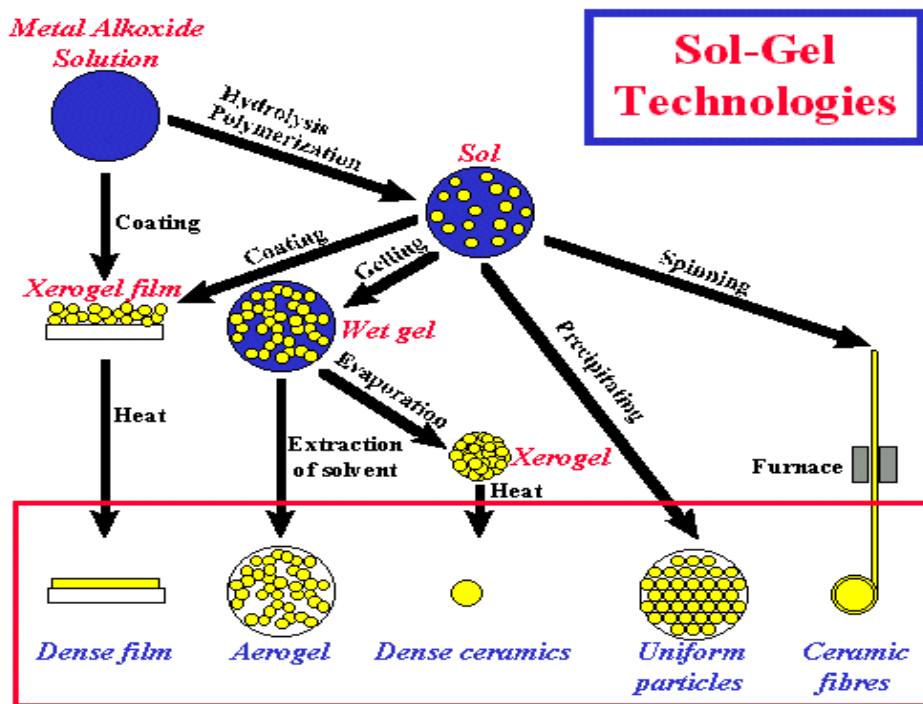 Metal Alkoxide
Solution
Sol-Gel
Technologies
Hydrolysis
Polymerization
Sol
Coating
Coating
Gelling
Spinning
Xerogel film
Wet gel
Precipitating
Evaporation
Heat
Extraction
of solvent
Xerogel
Furnace
Heat
Dense film
Aerogel
Dense ceramics
Uniform
particles
Ceramic
fibres